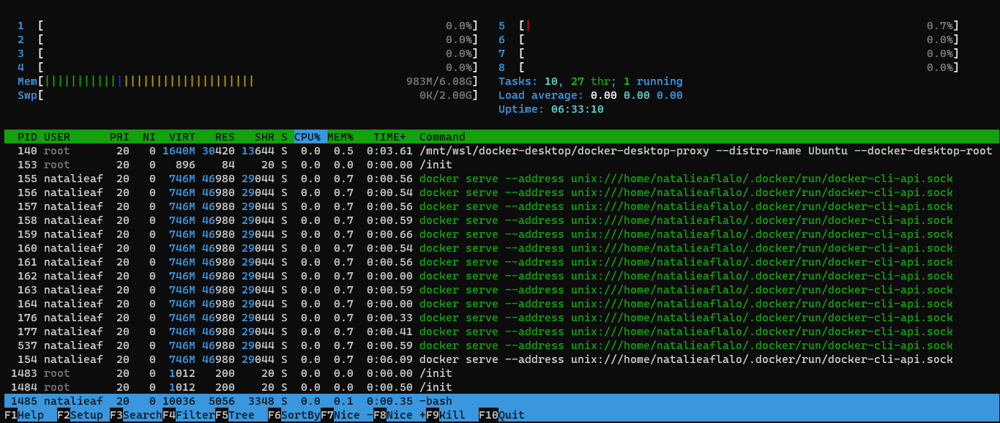 1 [ 0.0%] 5 [| 0.7%]
2 [ 0.0%] 6 [ 0.0%]
3 [ 0.0%] 7 [ 0.0%]
4 [ 0.0%] 8 [ 0.0%]
Mem[|||||||||||||||||||||||||||||||| 983M/6.08G] Tasks: 10, 27 thr; 1 running
Swp[ 0K/2.00G] Load average: 0.00 0.00 0.00
Uptime: 06:33:10
PID USER PRI NI VIRT RES SHR S CPU% MEM% TIME+ Command
140 root 20 0 1640M 30420 13644 S 0.0 0.5 0:03.61 /mnt/wsl/docker-desktop/docker-desktop-proxy --distro-name Ubuntu --docker-desktop-root
153 root 20 0 896 84 20 S 0.0 0.0 0:00.00 /init
155 natalieaf 20 0 746M 46980 29044 S 0.0 0.7 0:00.56 docker serve --address unix:///home/natalieaflalo/.docker/run/docker-cli-api.sock
156 natalieaf 20 0 746M 46980 29044 S 0.0 0.7 0:00.54 docker serve --address unix:///home/natalieaflalo/.docker/run/docker-cli-api.sock
157 natalieaf 20 0 746M 46980 29044 S 0.0 0.7 0:00.56 docker serve --address unix:///home/natalieaflalo/.docker/run/docker-cli-api.sock
158 natalieaf 20 0 746M 46980 29044 S 0.0 0.7 0:00.59 docker serve --address unix:///home/natalieaflalo/.docker/run/docker-cli-api.sock
159 natalieaf 20 0 746M 46980 29044 S 0.0 0.7 0:00.66 docker serve --address unix:///home/natalieaflalo/.docker/run/docker-cli-api.sock
160 natalieaf 20 0 746M 46980 29044 S 0.0 0.7 0:00.54 docker serve --address unix:///home/natalieaflalo/.docker/run/docker-cli-api.sock
161 natalieaf 20 0 746M 46980 29044 S 0.0 0.7 0:00.56 docker serve --address unix:///home/natalieaflalo/.docker/run/docker-cli-api.sock
162 natalieaf 20 0 746M 46980 29044 S 0.0 0.7 0:00.00 docker serve --address unix:///home/natalieaflalo/.docker/run/docker-cli-api.sock
163 natalieaf 20 0 746M 46980 29044 S 0.0 0.7 0:00.59 docker serve --address unix:///home/natalieaflalo/.docker/run/docker-cli-api.sock
164 natalieaf 20 0 746M 46980 29044 S 0.0 0.7 0:00.00 docker serve --address unix:///home/natalieaflalo/.docker/run/docker-cli-api.sock
176 natalieaf 20 0 746M 46980 29044 S 0.0 0.7 0:00.33 docker serve --address unix:///home/natalieaflalo/.docker/run/docker-cli-api.sock
177 natalieaf 20 0 746M 46980 29044 S 0.0 0.7 0:00.41 docker serve --address unix:///home/natalieaflalo/.docker/run/docker-cli-api.sock
537 natalieaf 20 0 746M 46980 29044 S 0.0 0.7 0:00.59 docker serve --address unix:///home/natalieaflalo/.docker/run/docker-cli-api.sock
154 natalieaf 20 0 746M 46980 29044 S 0.0 0.7 0:06.09 docker serve --address unix:///home/natalieaflalo/.docker/run/docker-cli-api.sock
1483 root 20 0 1012 200 20 S 0.0 0.0 0:00.00 /init
1484 root 20 0 1012 200 20 S 0.0 0.0 0:00.50 /init
1485 natalieaf 20 0 10036 5056 3348 S 0.0 0.1 0:00.35 -bash
F1Help F2Setup F3SearchF4FilterF5Tree F6SortByF7Nice -F8Nice +F9Kill F10Quit